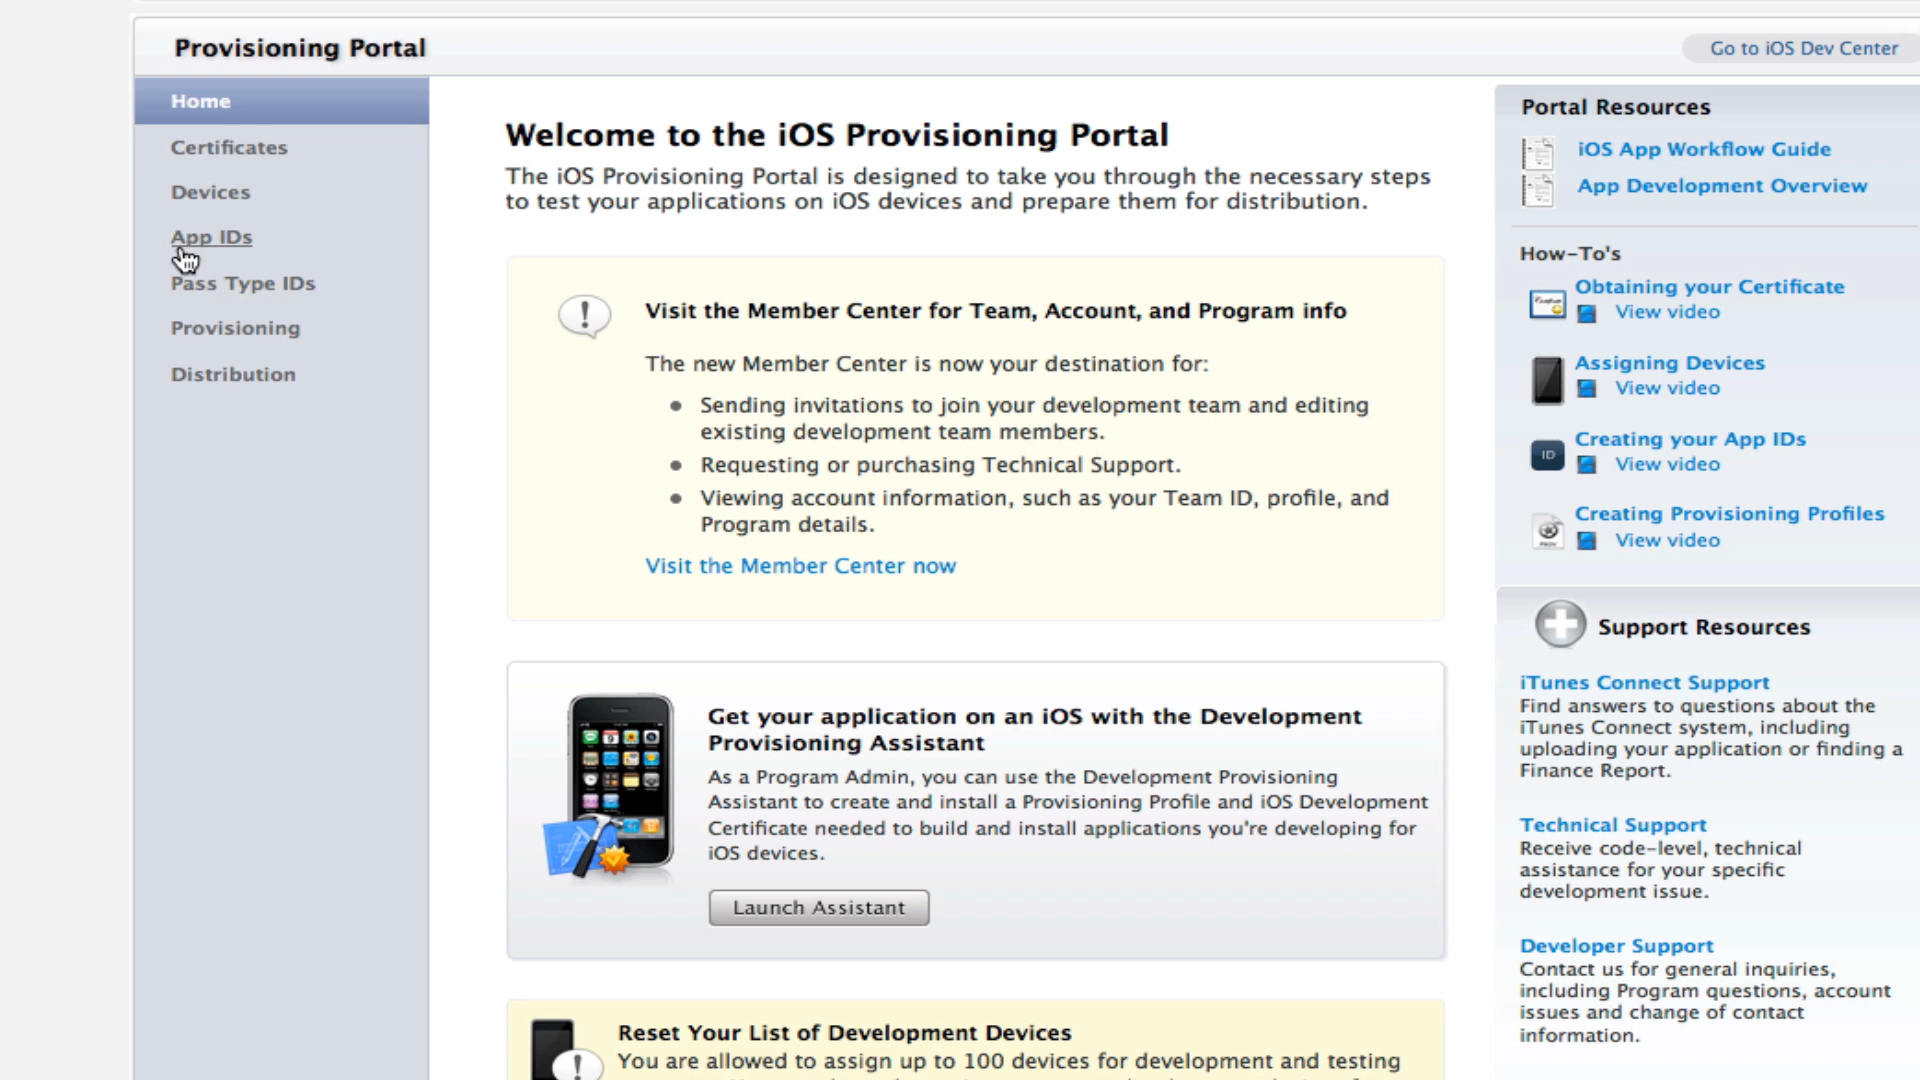 Provisioning Portal
Go to iOS Dev Center
Home
Certificates
Devices
App IDs
Pass Type IDs
Provisioning
Distribution
Welcome to the iOS Provisioning Portal
The iOS Provisioning Portal is designed to take you through the necessary steps
to test your applications on iOS devices and prepare them for distribution.
Visit the Member Center for Team, Account, and Program info
The new Member Center is now your destination for:
Sending invitations to join your development team and editing
existing development team members.
Requesting or purchasing Technical Support.
Viewing account information, such as your Team ID, profile, and
Program details.
Visit the Member Center now
Get your application on an iOS with the Development
Provisioning Assistant
As a Program Admin, you can use the Development Provisioning
Assistant to create and install a Provisioning Profile and iOS Development
Certificate needed to build and install applications you're developing for
iOS devices.
Launch Assistant
Reset Your List of Development Devices
You are allowed to assign up to 100 devices for development and testing
Portal Resources
iOS App Workflow Guide
App Development Overview
How-To's
Obtaining your Certificate
View video
Assigning Devices
View video
ID
Creating your App IDs
View video
Creating Provisioning Profiles
View video
Support Resources
iTunes Connect Support
Find answers to questions about the
iTunes Connect system, including
uploading your application or finding a
Finance Report.
Technical Support
Receive code-level, technical
assistance for your specific
development issue.
Developer Support
Contact us for general inquiries,
including Program questions, account
issues and change of contact
information.